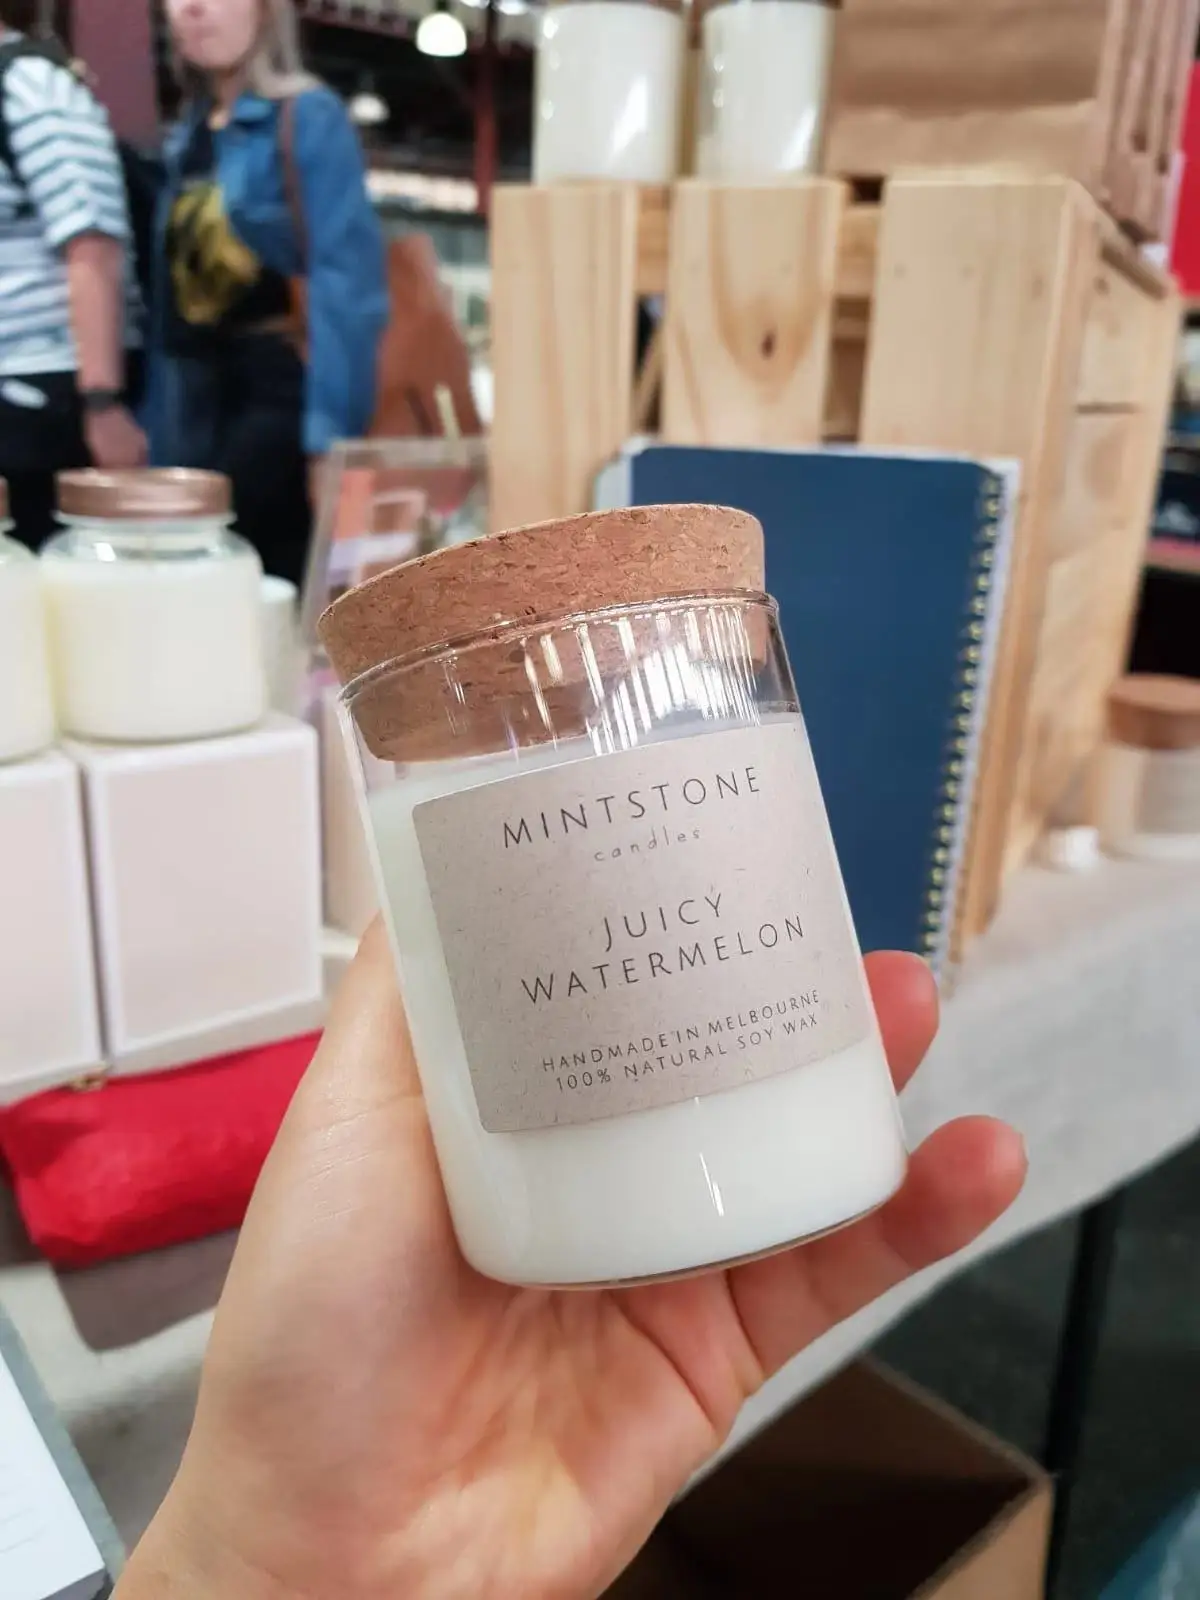 MINTSTONE
candles
JUICY
WATERMELON
HANDMADE IN MELBOURNE
100% NATURAL SOY WAX